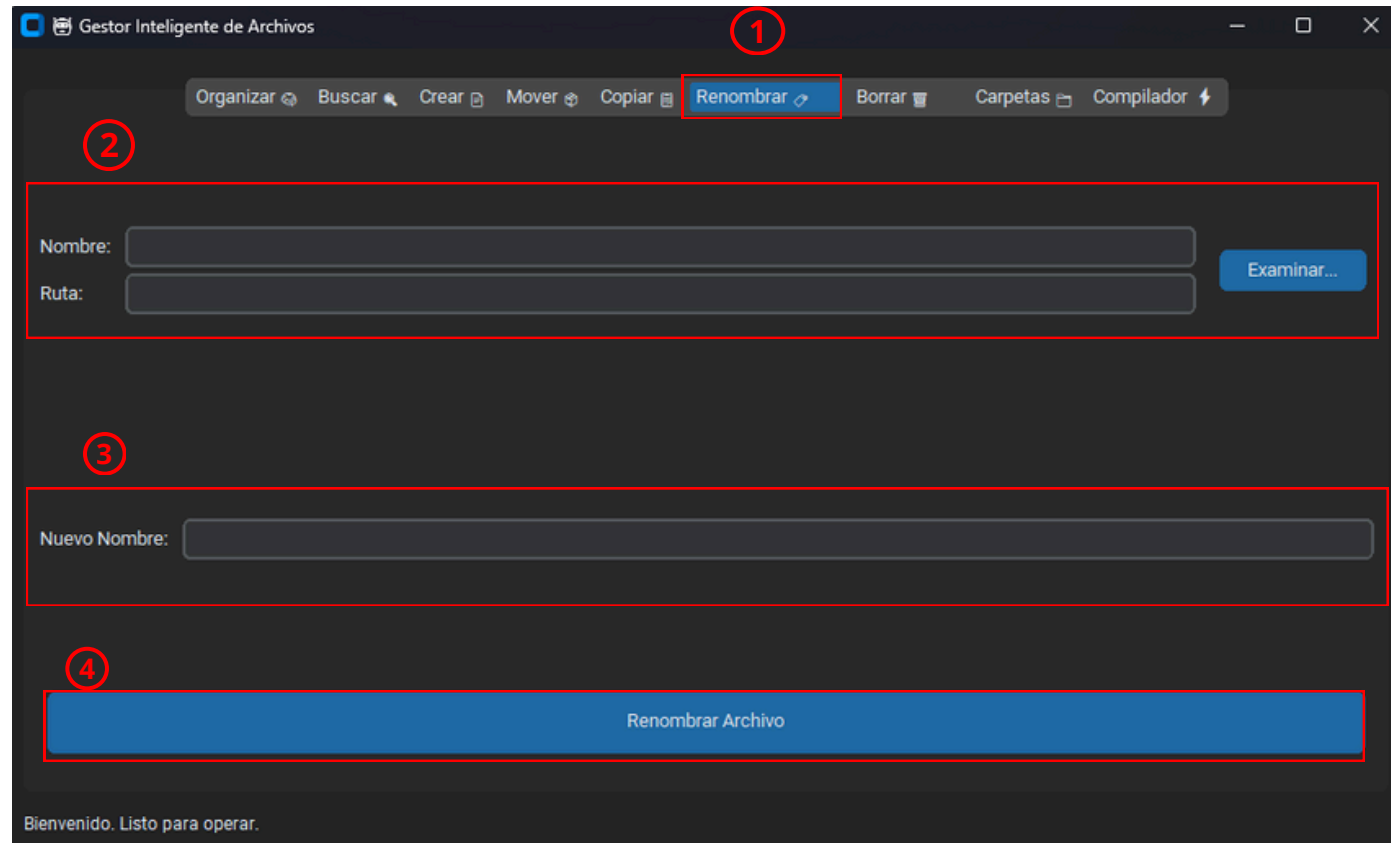 Gestor Inteligente de Archivos
1
Organizar Buscar Crear Mover Copiar Renombrar Borrar Carpetas Compilador
2
Nombre:
Examinar...
Ruta:
3
Nuevo Nombre:
4
Renombrar Archivo
Bienvenido. Listo para operar.